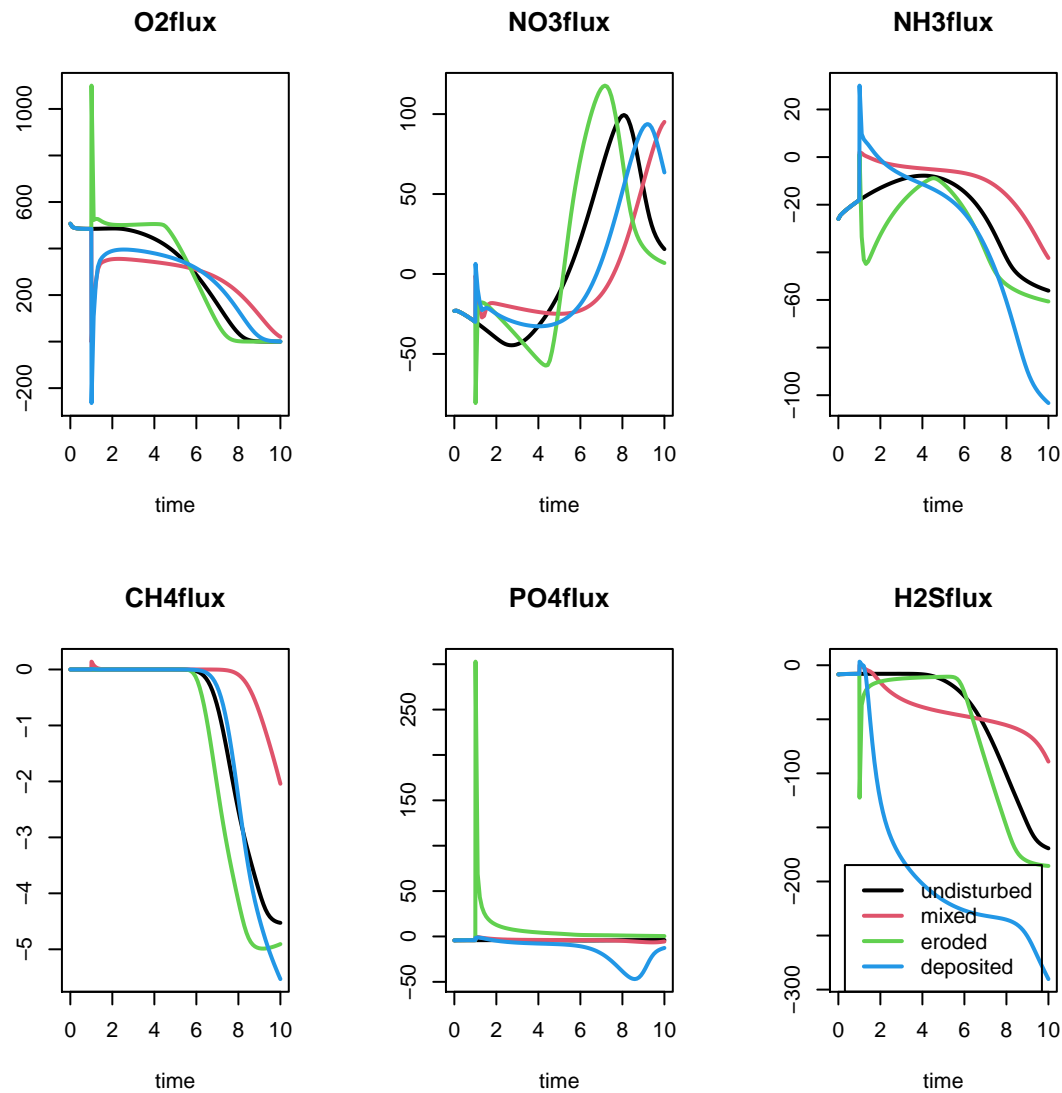 O2flux
1000
600
200
−200
0 2 4 6 8 10
time
NO3flux
100
50
0
−50
0 2 4 6 8 10
time
NH3flux
20
0
−20
−60
−100
0 2 4 6 8 10
time
CH4flux
0
−1
−2
−3
−4
−5
0 2 4 6 8 10
time
PO4flux
250
150
50
0
−50
0 2 4 6 8 10
time
H2Sflux
0
−100
−200
−300
undisturbed
mixed
eroded
deposited
0 2 4 6 8 10
time